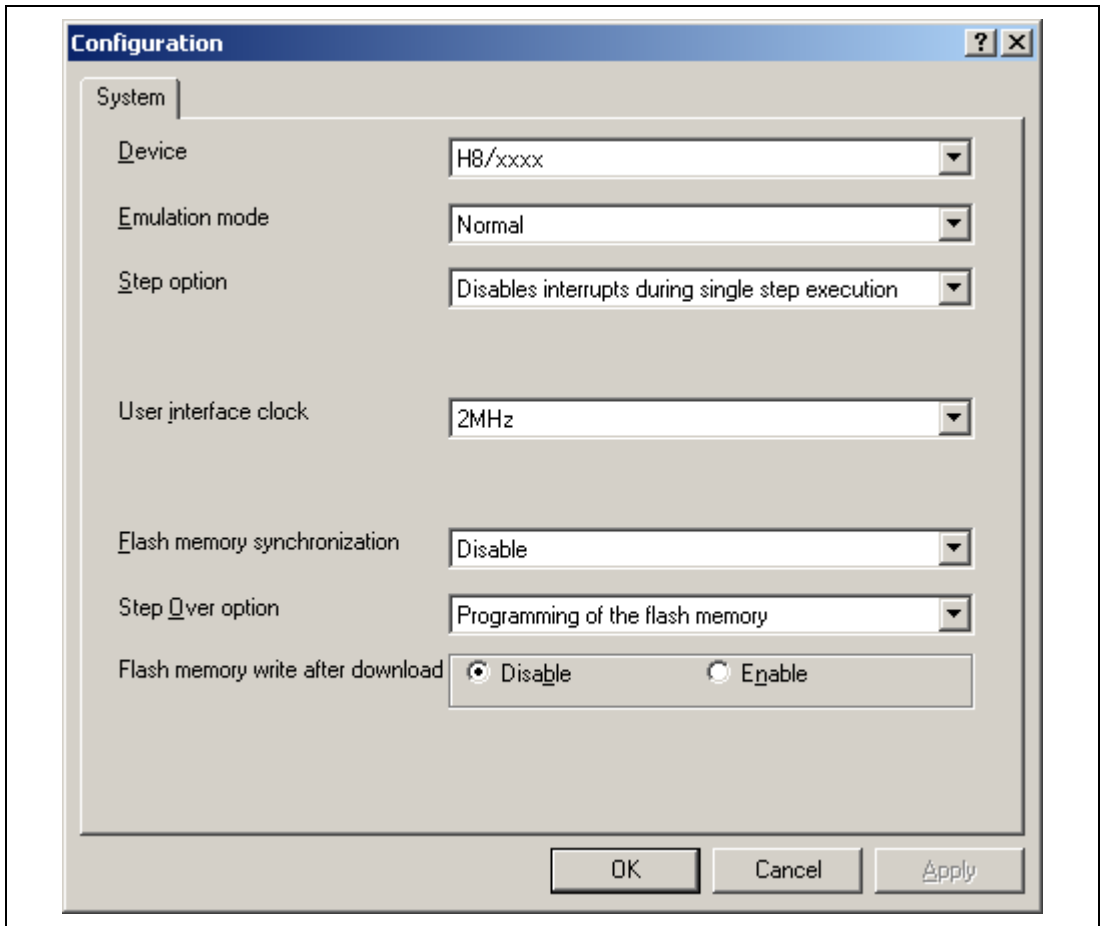 Configuration
System
Device
H8/xxxx
Emulation mode
Normal
Step option
Disables interrupts during single step execution
User interface clock
2MHz
Flash memory synchronization
Disable
Step Over option
Programming of the flash memory
Flash memory write after download
Disable
Enable
OK
Cancel
Apply